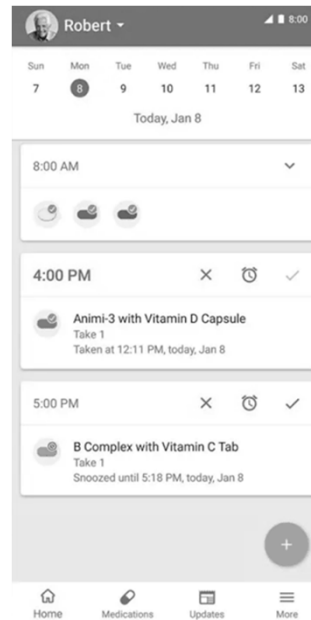 Robert
8:00
Sun Mon Tue Wed Thu Fri Sat
7 8 9 10 11 12 13
Today, Jan 8
8:00 AM
4:00 PM
Animi-3 with Vitamin D Capsule
Take 1
Taken at 12:11 PM, today, Jan 8
5:00 PM
B Complex with Vitamin C Tab
Take 1
Snoozed until 5:18 PM, today, Jan 8
+
Home Medications Updates More